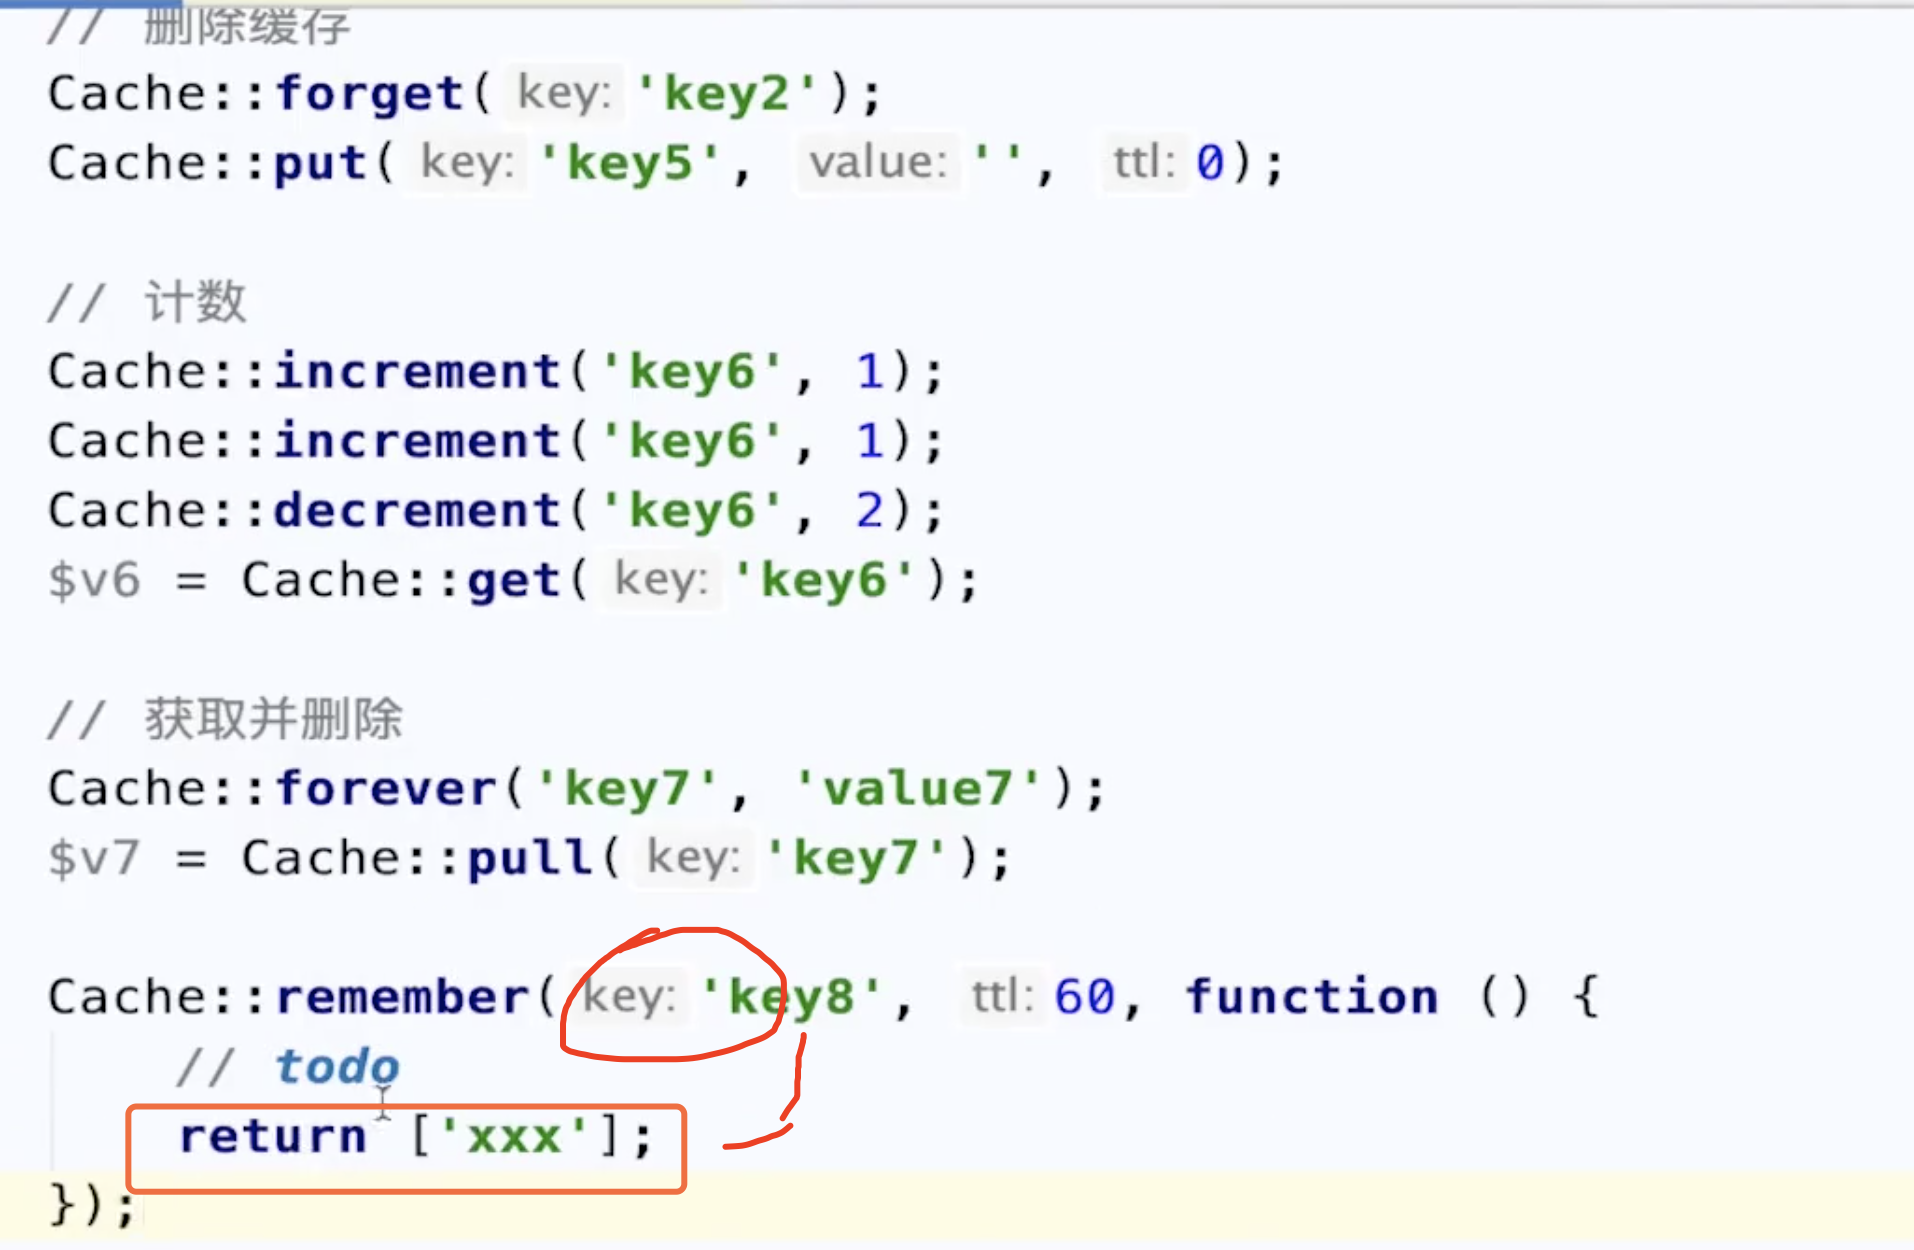 // 删除缓存
Cache::forget( key: 'key2');
Cache::put( key: 'key5', value: '', ttl: 0);
// 计数
Cache::increment('key6', 1);
Cache::increment('key6', 1);
Cache::decrement('key6', 2);
$v6 = Cache::get( key: 'key6');
// 获取并删除
Cache::forever('key7', 'value7');
$v7 = Cache::pull( key: 'key7');
Cache::remember( key: 'key8', ttl: 60, function () {
// todo
return ['xxx'];
});